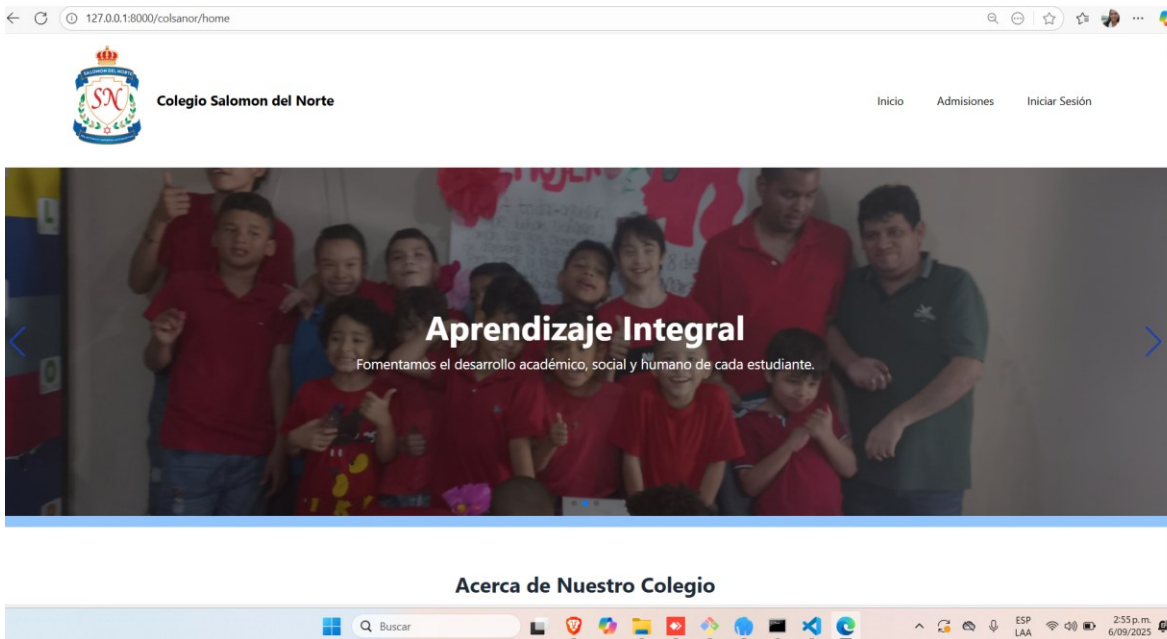 127.0.0.1:8000/colsanor/home
SALOMON DEL NORTE
SN
Colegio Salomon del Norte
Inicio
Admisiones
Iniciar Sesión
Aprendizaje Integral
Fomentamos el desarrollo académico, social y humano de cada estudiante.
Acerca de Nuestro Colegio
Buscar
ESP
LAA
2:55 p. m.
6/09/2025